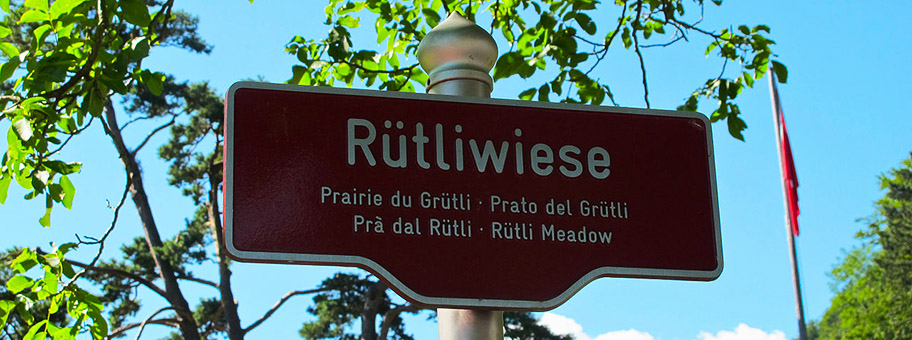 Rütliwiese
Prairie du Grütli · Prato del Grütli
Prà dal Rütli · Rütli Meadow